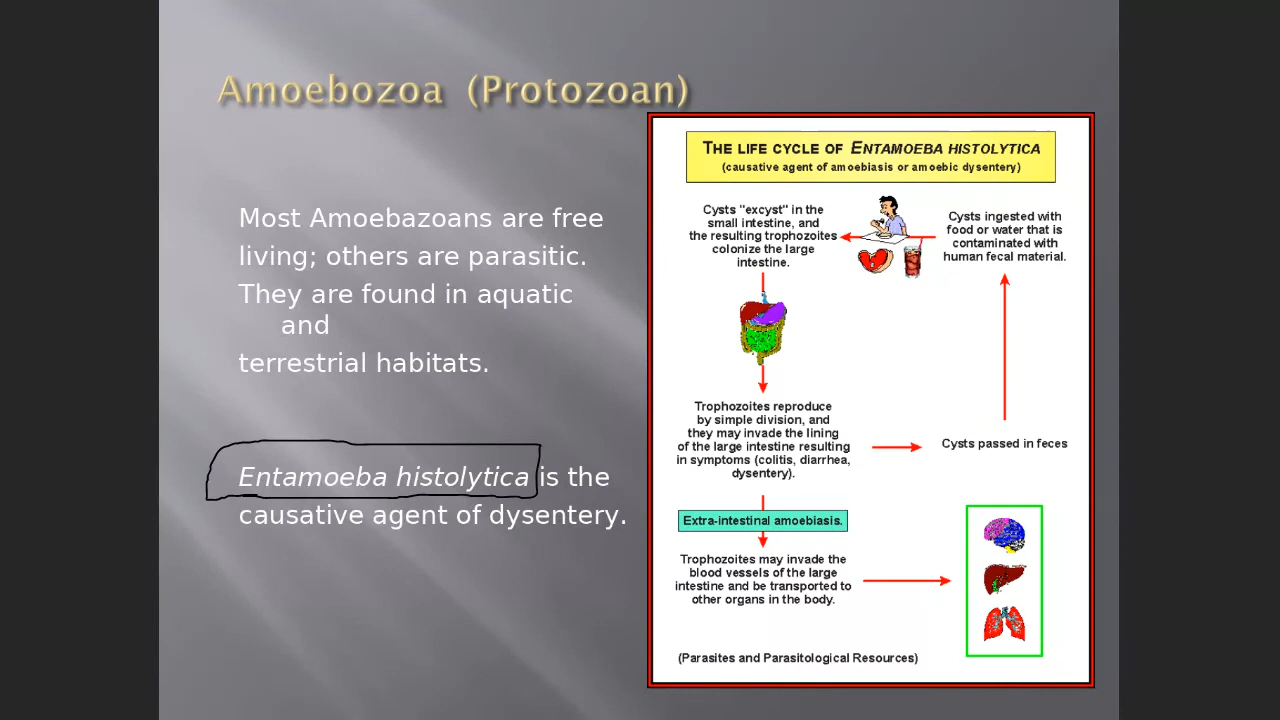 Amoebozoa (Protozoan)
Most Amoebazoans are free
living; others are parasitic.
They are found in aquatic
and
terrestrial habitats.
Entamoeba histolytica is the
causative agent of dysentery.
THE LIFE CYCLE OF ENTAMOEBA HISTOLYTICA
(causative agent of amoebiasis or amoebic dysentery)
Cysts "excyst" in the
small intestine, and
the resulting trophozoites
colonize the large
intestine.
Cysts ingested with
food or water that is
contaminated with
human fecal material.
Trophozoites reproduce
by simple division, and
they may invade the lining
of the large intestine resulting
in symptoms (colitis, diarrhea,
dysentery).
Cysts passed in feces
Extra-intestinal amoebiasis.
Trophozoites may invade the
blood vessels of the large
intestine and be transported to
other organs in the body.
(Parasites and Parasitological Resources)